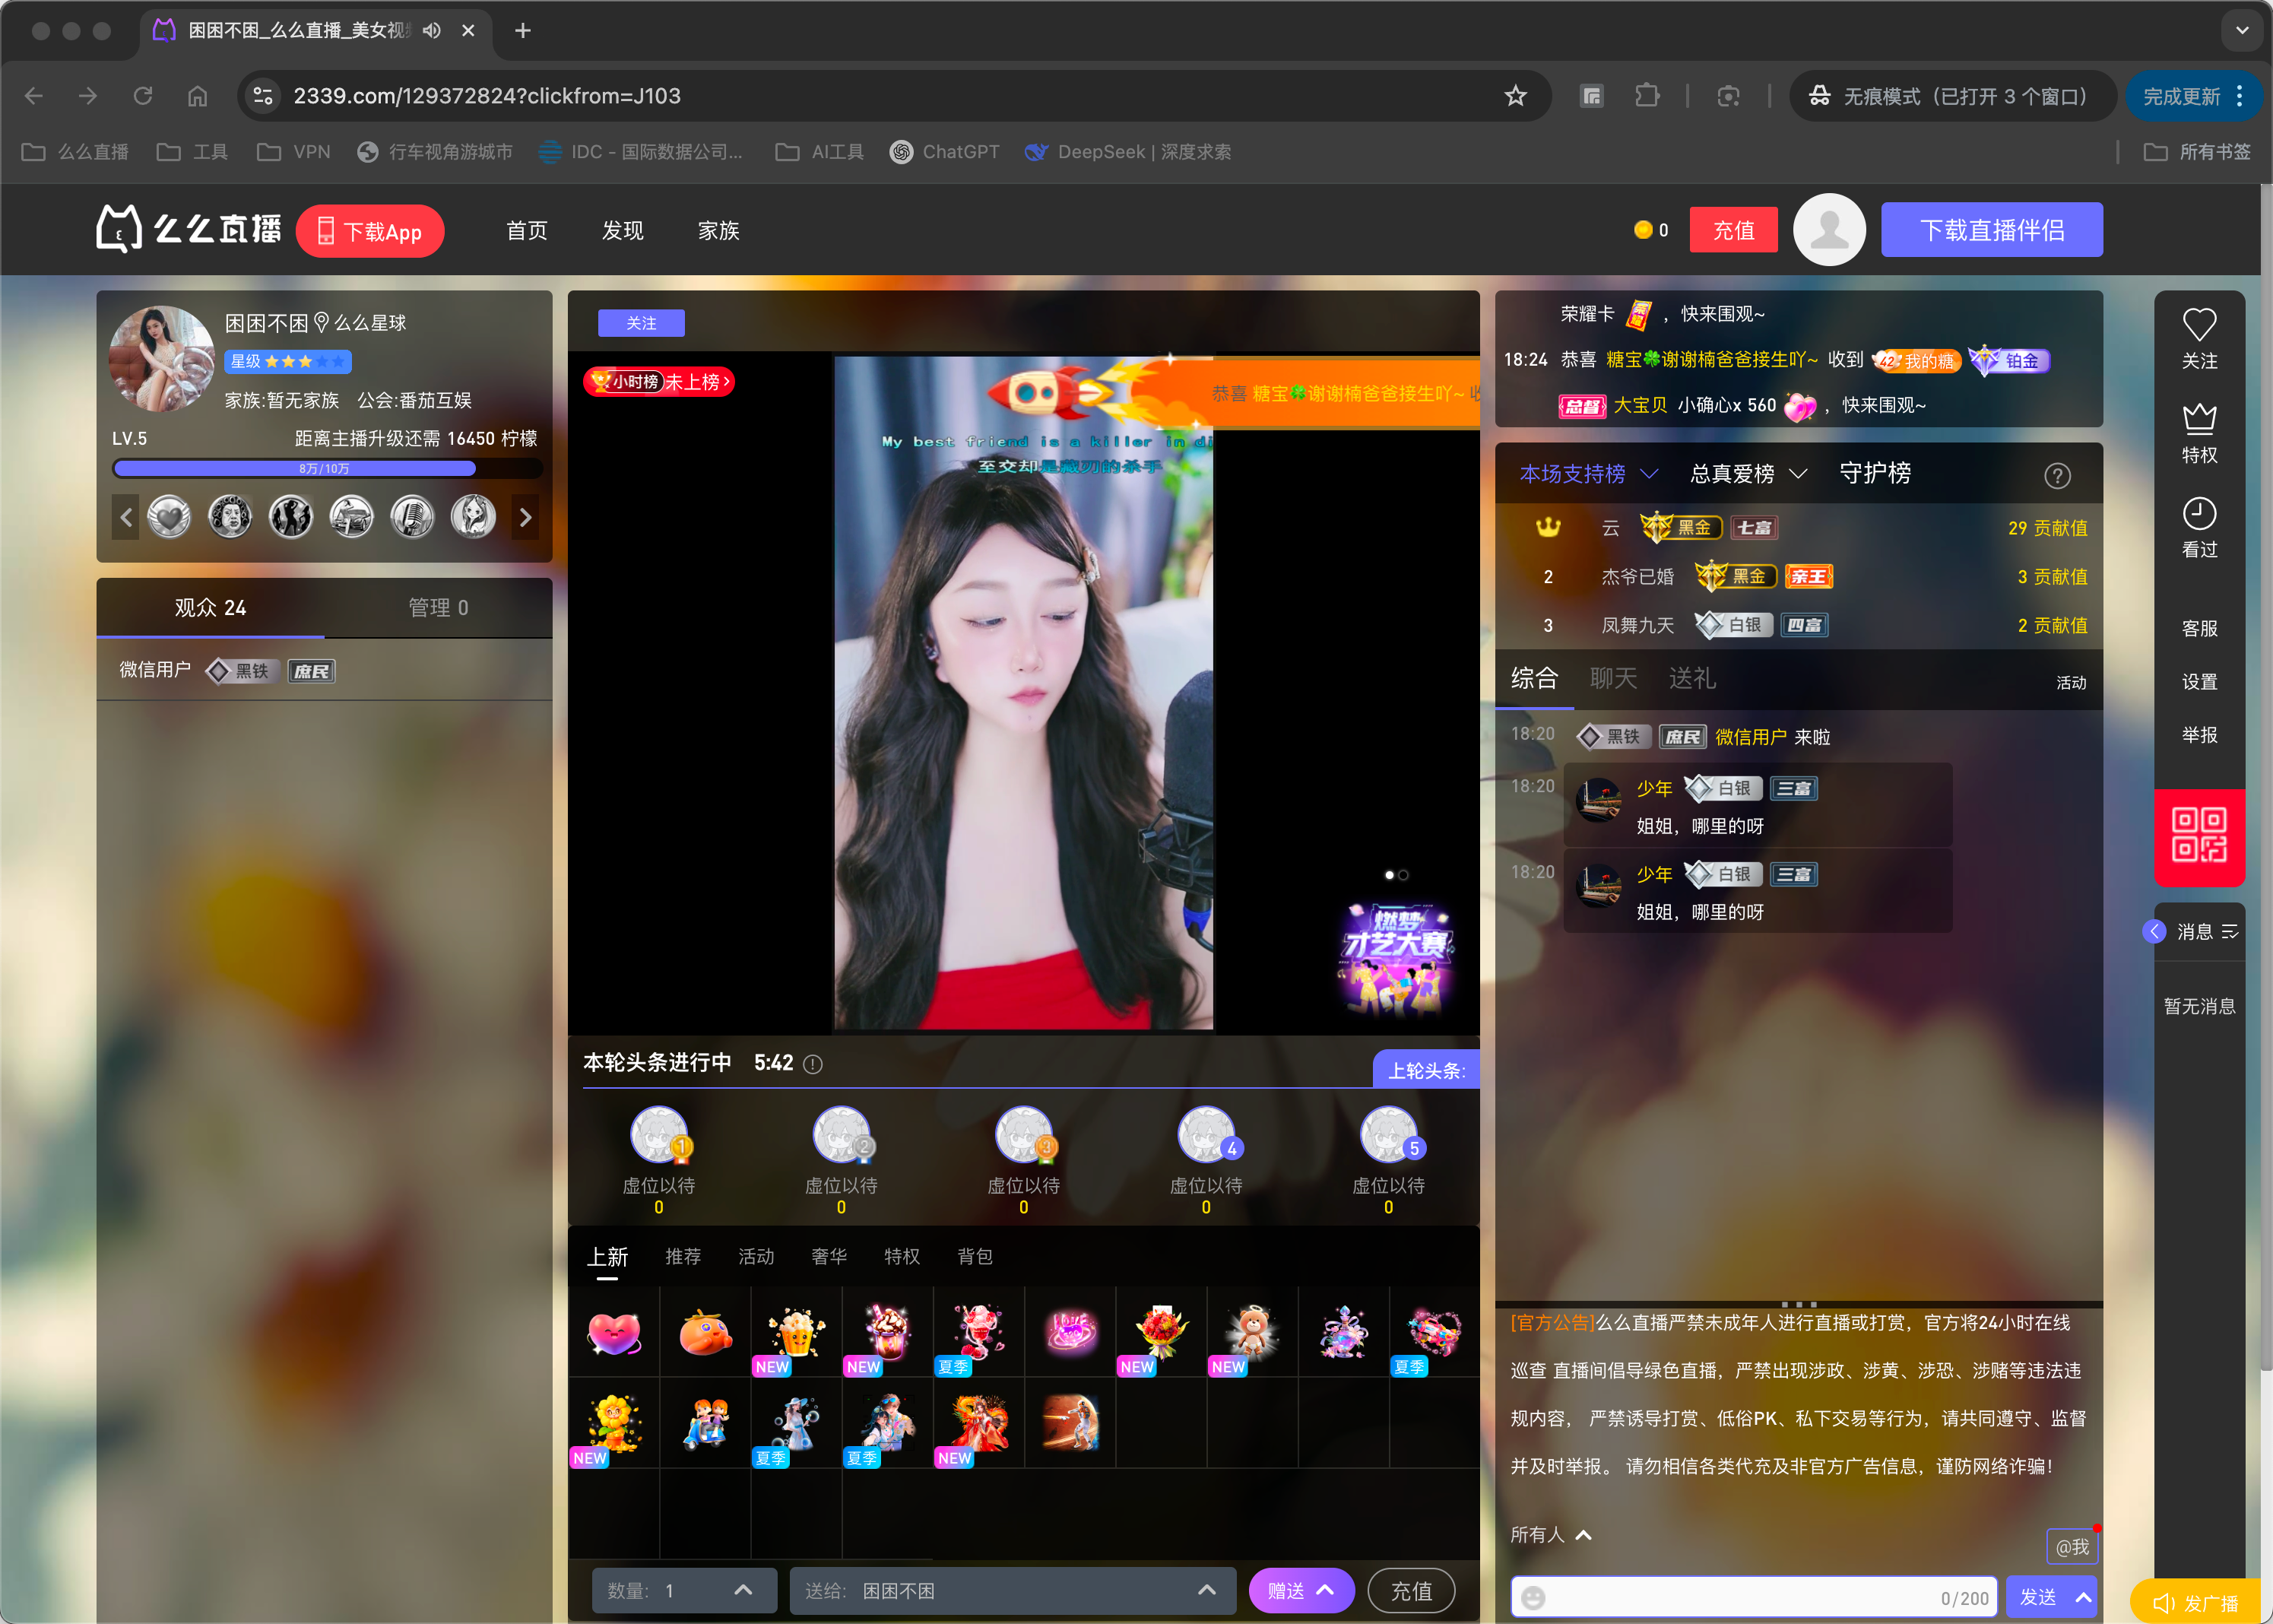 困困不困_么么直播_美女视频
2339.com/129372824?clickfrom=J103
无痕模式（已打开 3 个窗口）
完成更新
么么直播
工具
VPN
行车视角游城市
IDC - 国际数据公司...
AI工具
ChatGPT
DeepSeek | 深度求索
所有书签
么么直播
下载App
首页
发现
家族
0
充值
下载直播伴侣
困困不困 么么星球
星级
家族:暂无家族 公会:番茄互娱
LV.5
距离主播升级还需 16450 柠檬
8万/10万
观众 24
管理 0
微信用户 黑铁 庶民
关注
小时榜 未上榜
恭喜 糖宝🍀谢谢楠爸爸接生吖~ 收
My best friend is a killer in di
至交却是藏刃的杀手
燃梦
才艺大赛
本轮头条进行中 5:42
上轮头条:
1
2
3
4
5
虚位以待
虚位以待
虚位以待
虚位以待
虚位以待
0
0
0
0
0
上新
推荐
活动
奢华
特权
背包
NEW
NEW
夏季
NEW
NEW
夏季
NEW
夏季
夏季
NEW
数量: 1
送给: 困困不困
赠送
充值
荣耀卡 ，快来围观~
18:24 恭喜 糖宝🍀谢谢楠爸爸接生吖~ 收到 42 我的糖 铂金
总督 大宝贝 小确心x 560 ，快来围观~
本场支持榜
总真爱榜
守护榜
云 黑金 七富 29 贡献值
2 杰爷已婚 黑金 亲王 3 贡献值
3 凤舞九天 白银 四富 2 贡献值
综合
聊天
送礼
活动
18:20 黑铁 庶民 微信用户 来啦
18:20 少年 白银 三富
姐姐，哪里的呀
18:20 少年 白银 三富
姐姐，哪里的呀
[官方公告]么么直播严禁未成年人进行直播或打赏，官方将24小时在线
巡查 直播间倡导绿色直播，严禁出现涉政、涉黄、涉恐、涉赌等违法违
规内容， 严禁诱导打赏、低俗PK、私下交易等行为，请共同遵守、监督
并及时举报。 请勿相信各类代充及非官方广告信息，谨防网络诈骗！
所有人
@我
0/200
发送
关注
特权
看过
客服
设置
举报
消息
暂无消息
发广播